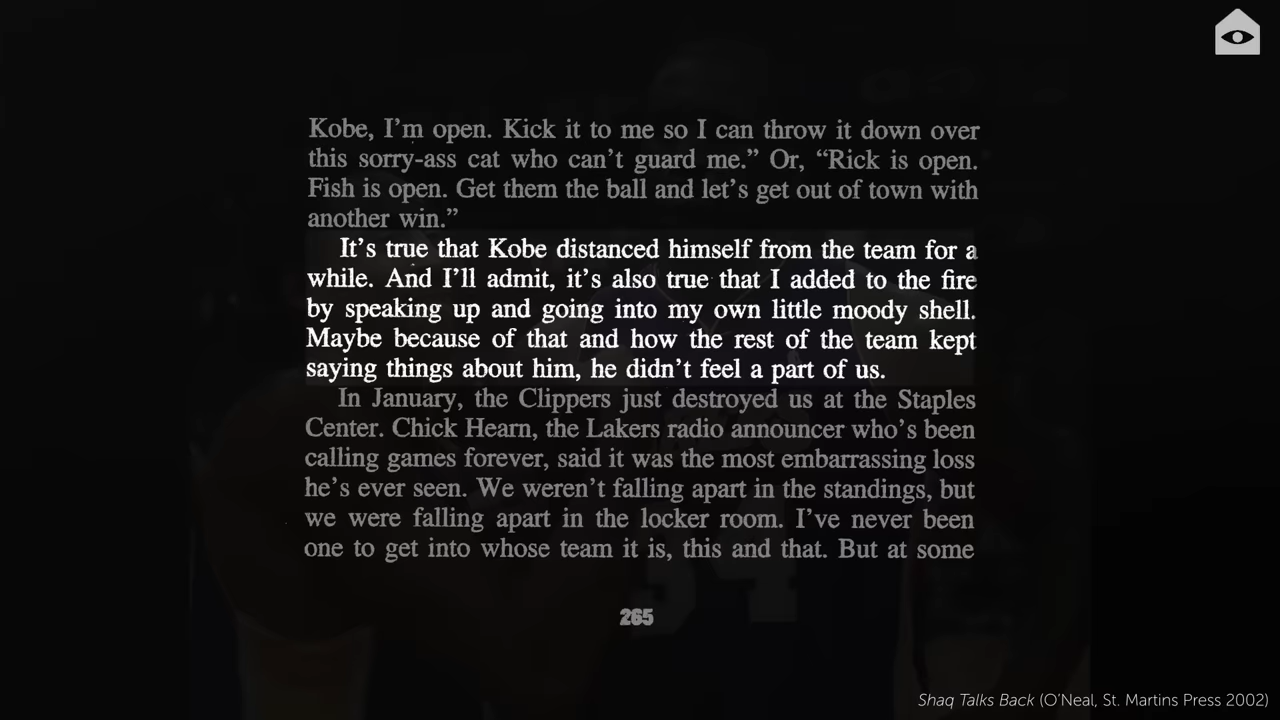 Kobe, I'm open. Kick it to me so I can throw it down over
this sorry-ass cat who can't guard me.” Or, “Rick is open.
Fish is open. Get them the ball and let's get out of town with
another win.”
It's true that Kobe distanced himself from the team for a
while. And I'll admit, it's also true that I added to the fire
by speaking up and going into my own little moody shell.
Maybe because of that and how the rest of the team kept
saying things about him, he didn't feel a part of us.
In January, the Clippers just destroyed us at the Staples
Center. Chick Hearn, the Lakers radio announcer who's been
calling games forever, said it was the most embarrassing loss
he's ever seen. We weren't falling apart in the standings, but
we were falling apart in the locker room. I've never been
one to get into whose team it is, this and that. But at some
265
Shaq Talks Back (O'Neal, St. Martins Press 2002)